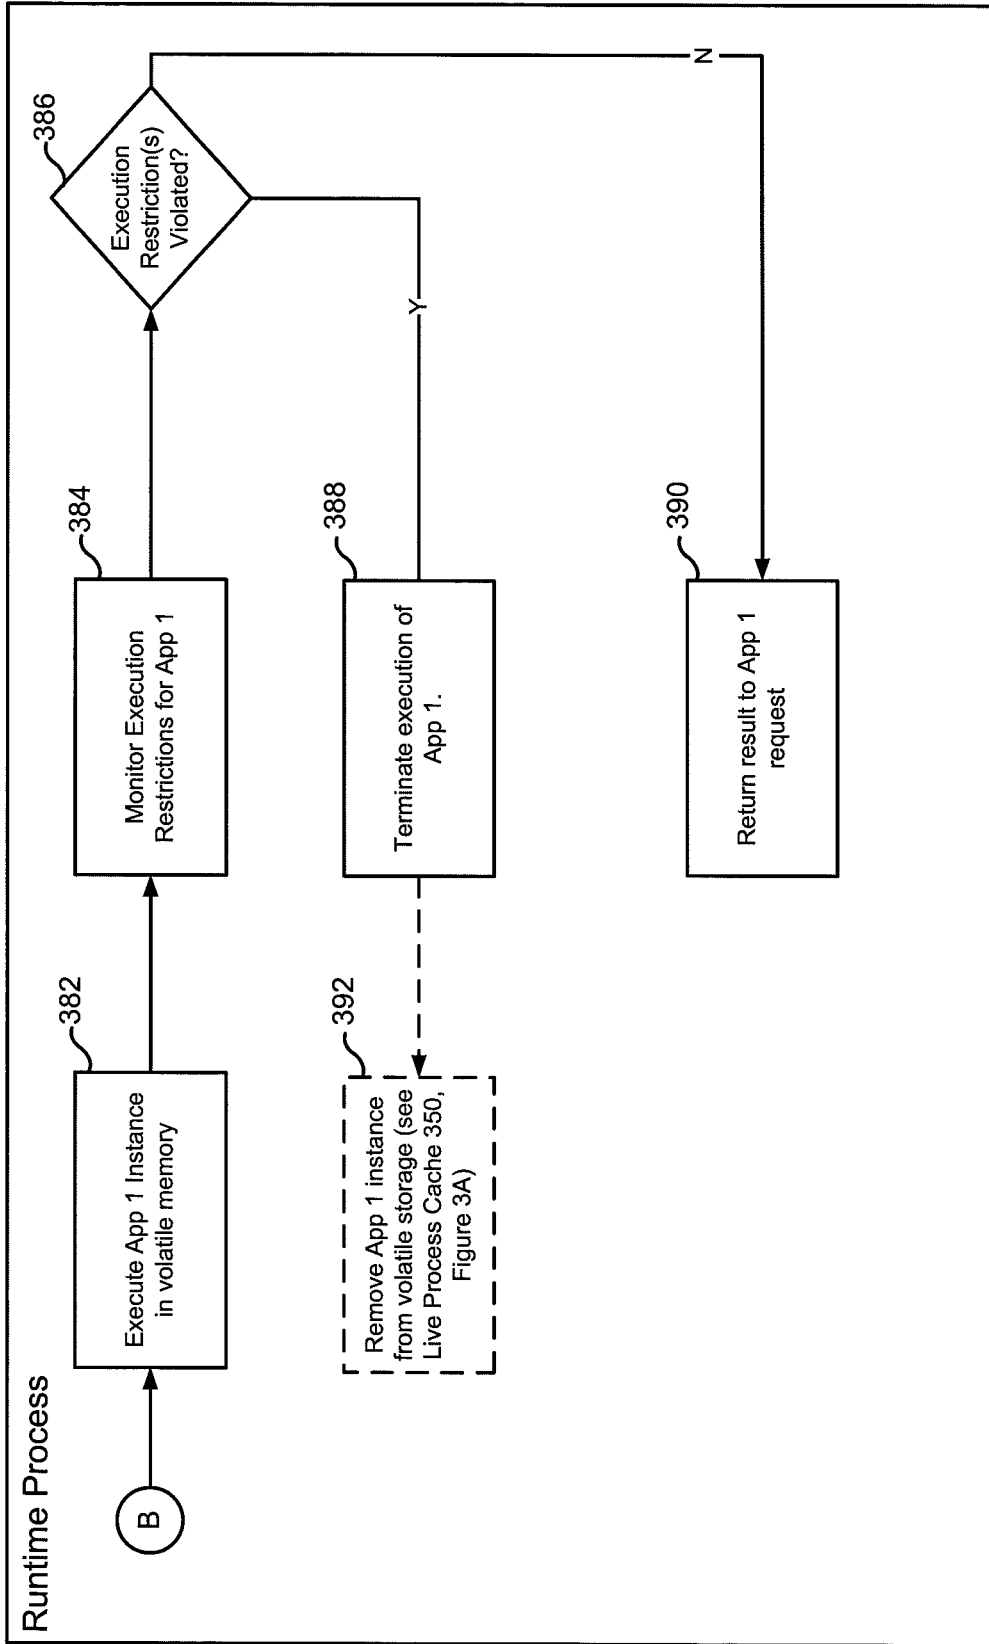 Runtime Process
B
382
Execute App 1 Instance
in volatile memory
384
Monitor Execution
Restrictions for App 1
386
Execution
Restriction(s)
Violated?
Y
N
388
Terminate execution of
App 1.
392
Remove App 1 instance
from volatile storage (see
Live Process Cache 350,
Figure 3A)
390
Return result to App 1
request